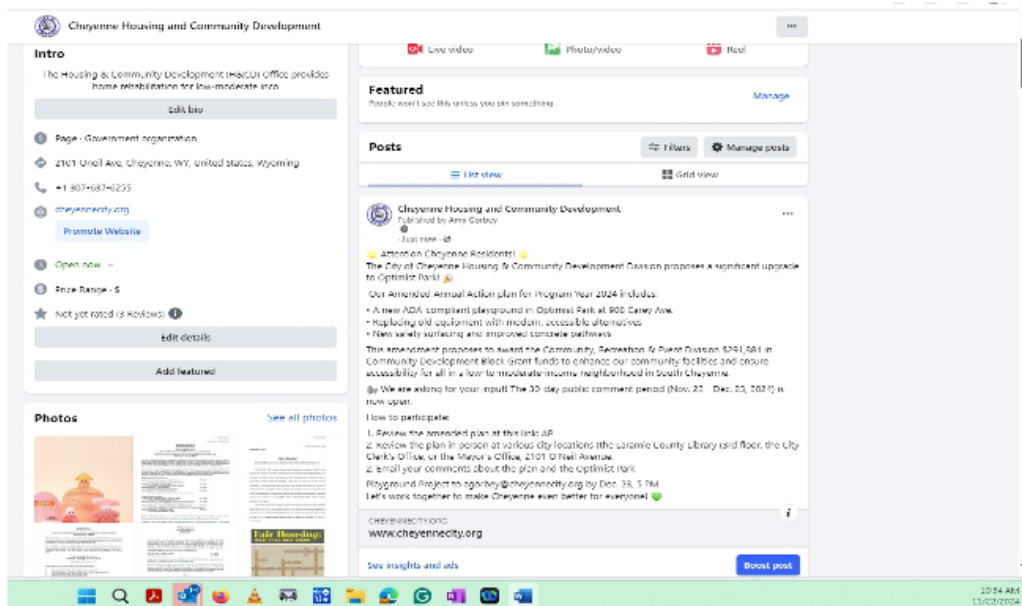 Cheyenne Housing and Community Development
Intro
The Housing & Community Development (H&CD) Office provides
home rehabilitation for low-moderate inco
Edit bio
Page · Government organization
2101 Oneil Ave, Cheyenne, WY, United States, Wyoming
+1 307-637-6255
cheyennecity.org
Promote Website
Open now
Price Range · $
Not yet rated (3 Reviews)
Edit details
Add featured
Photos
See all photos
Fair Housing:
Live video
Photo/video
Reel
Featured
People won't see this unless you pin something.
Manage
Posts
Filters
Manage posts
List view
Grid view
Cheyenne Housing and Community Development
Published by Amy Gorbey
· Just now ·
Attention Cheyenne Residents!
The City of Cheyenne Housing & Community Development Division proposes a significant upgrade
to Optimist Park!
Our Amended Annual Action plan for Program Year 2024 includes:
• A new ADA compliant playground in Optimist Park at 908 Carey Ave.
• Replacing old equipment with modern, accessible alternatives
• New safety surfacing and improved concrete pathways
This amendment proposes to award the Community, Recreation & Event Division $291,884 in
Community Development Block Grant funds to enhance our community facilities and ensure
accessibility for all in a low-to-moderate-income neighborhood in South Cheyenne.
We are asking for your input! The 30-day public comment period (Nov. 22 - Dec. 23, 2024) is
now open.
How to participate:
1. Review the amended plan at this link:
2. Review the plan in person at various city locations (the Laramie County Library (3rd floor, the City
Clerk's Office, or the Mayor's Office, 2101 O'Neil Avenue.
2. Email your comments about the plan and the Optimist Park
Playground Project to agorbey@cheyennecity.org by Dec. 23, 5 PM
Let's work together to make Cheyenne even better for everyone!
CHEYENNECITY.ORG
www.cheyennecity.org
See insights and ads
Boost post
10:54 AM
11/22/2024